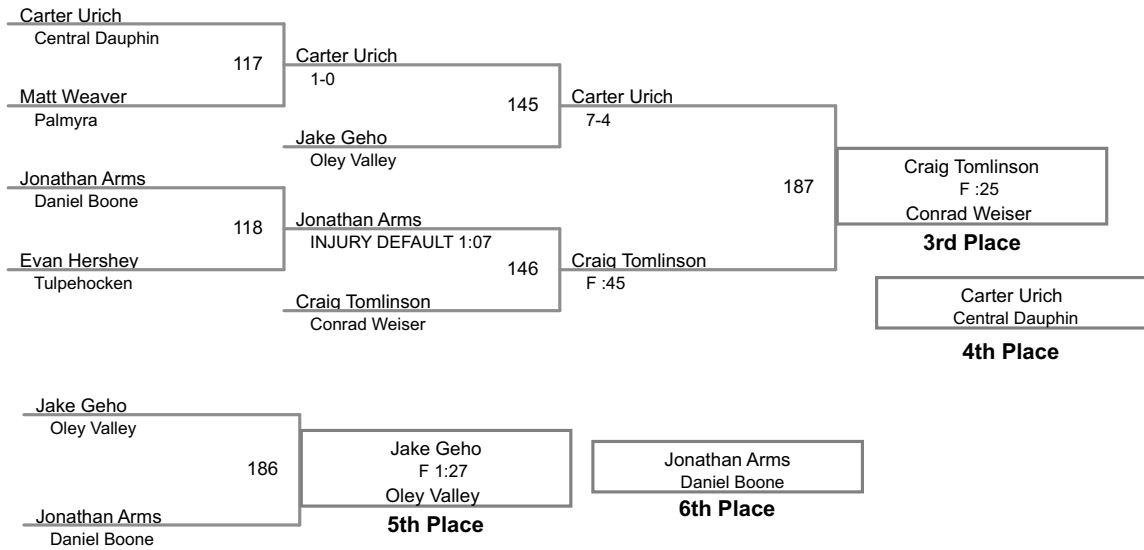 Carter Urich
Central Dauphin
117
Carter Urich
1-0
Matt Weaver
Palmyra
145
Carter Urich
7-4
Jake Geho
Oley Valley
Jonathan Arms
Daniel Boone
118
Jonathan Arms
INJURY DEFAULT 1:07
Evan Hershey
Tulpehocken
146
Craig Tomlinson
F :45
Craig Tomlinson
Conrad Weiser
187
Craig Tomlinson
F :25
Conrad Weiser
3rd Place
Carter Urich
Central Dauphin
4th Place
Jake Geho
Oley Valley
186
Jonathan Arms
Daniel Boone
Jake Geho
F 1:27
Oley Valley
5th Place
Jonathan Arms
Daniel Boone
6th Place